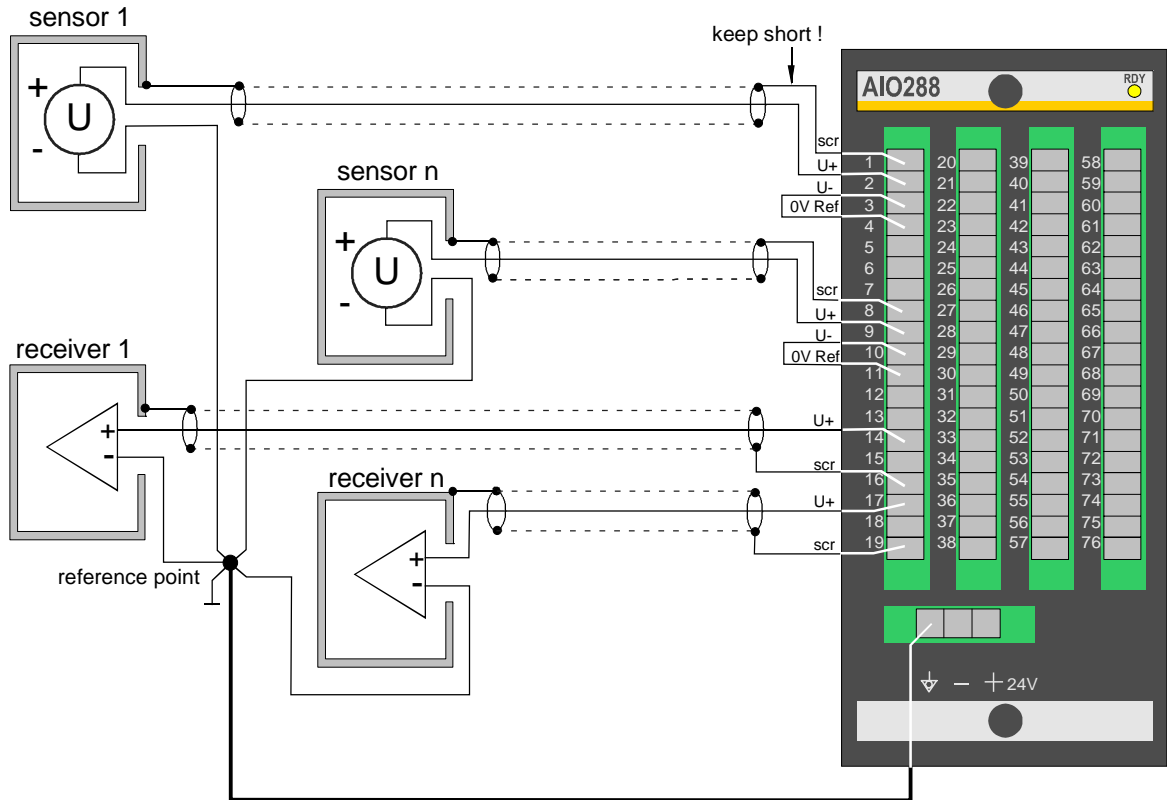 sensor 1
keep short !
+
U
-
sensor n
+
U
-
receiver 1
+
-
receiver n
+
-
reference point
scr
U+
U-
0V Ref
scr
U+
U-
0V Ref
U+
scr
U+
scr
AIO288
RDY
1 20 39 58
2 21 40 59
3 22 41 60
4 23 42 61
5 24 43 62
6 25 44 63
7 26 45 64
8 27 46 65
9 28 47 66
10 29 48 67
11 30 49 68
12 31 50 69
13 32 51 70
14 33 52 71
15 34 53 72
16 35 54 73
17 36 55 74
18 37 56 75
19 38 57 76
− + 24V